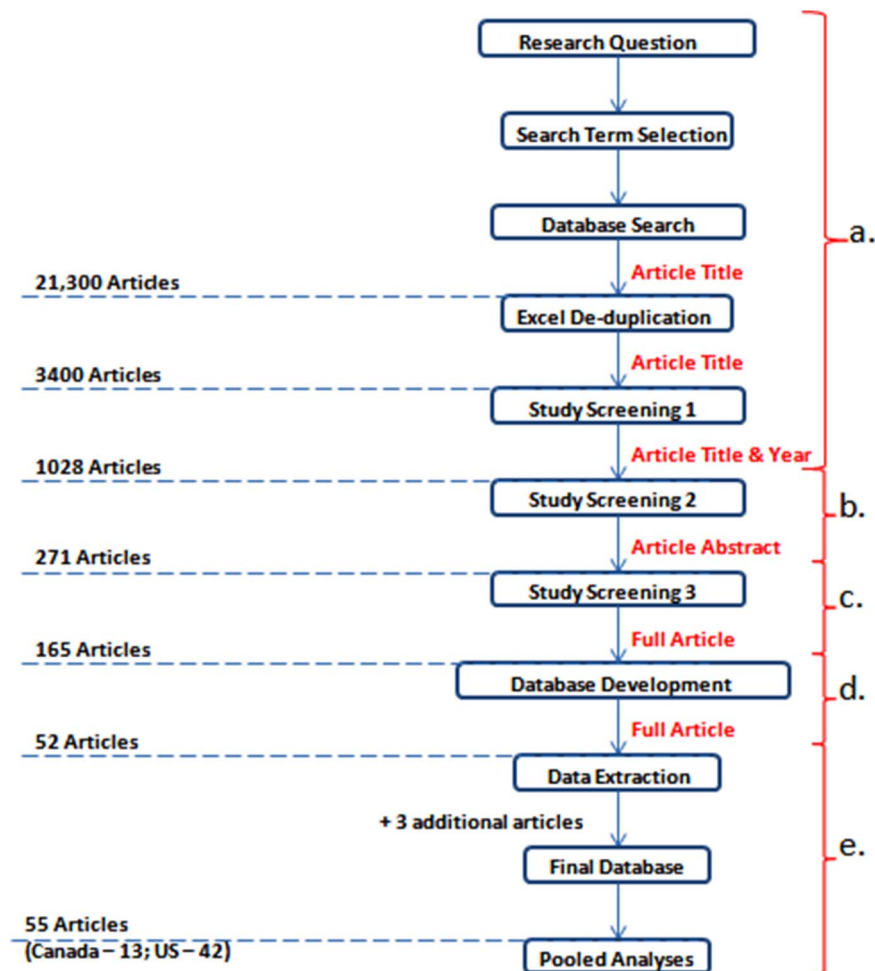 Research Question
Search Term Selection
Database Search
a.
Article Title
21,300 Articles
Excel De-duplication
Article Title
3400 Articles
Study Screening 1
Article Title & Year
1028 Articles
Study Screening 2
b.
Article Abstract
271 Articles
Study Screening 3
c.
Full Article
165 Articles
Database Development
d.
Full Article
52 Articles
Data Extraction
+ 3 additional articles
e.
Final Database
55 Articles
(Canada – 13; US – 42)
Pooled Analyses